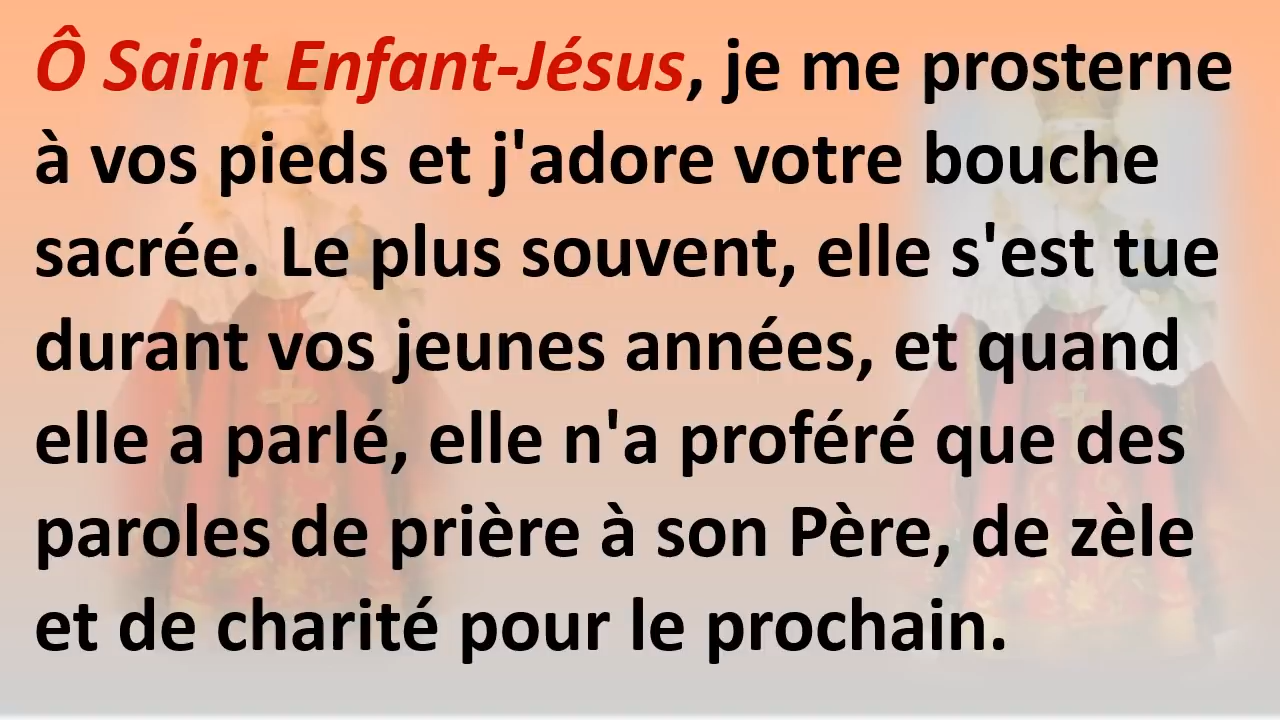 Ô Saint Enfant-Jésus, je me prosterne
à vos pieds et j'adore votre bouche
sacrée. Le plus souvent, elle s'est tue
durant vos jeunes années, et quand
elle a parlé, elle n'a proféré que des
paroles de prière à son Père, de zèle
et de charité pour le prochain.